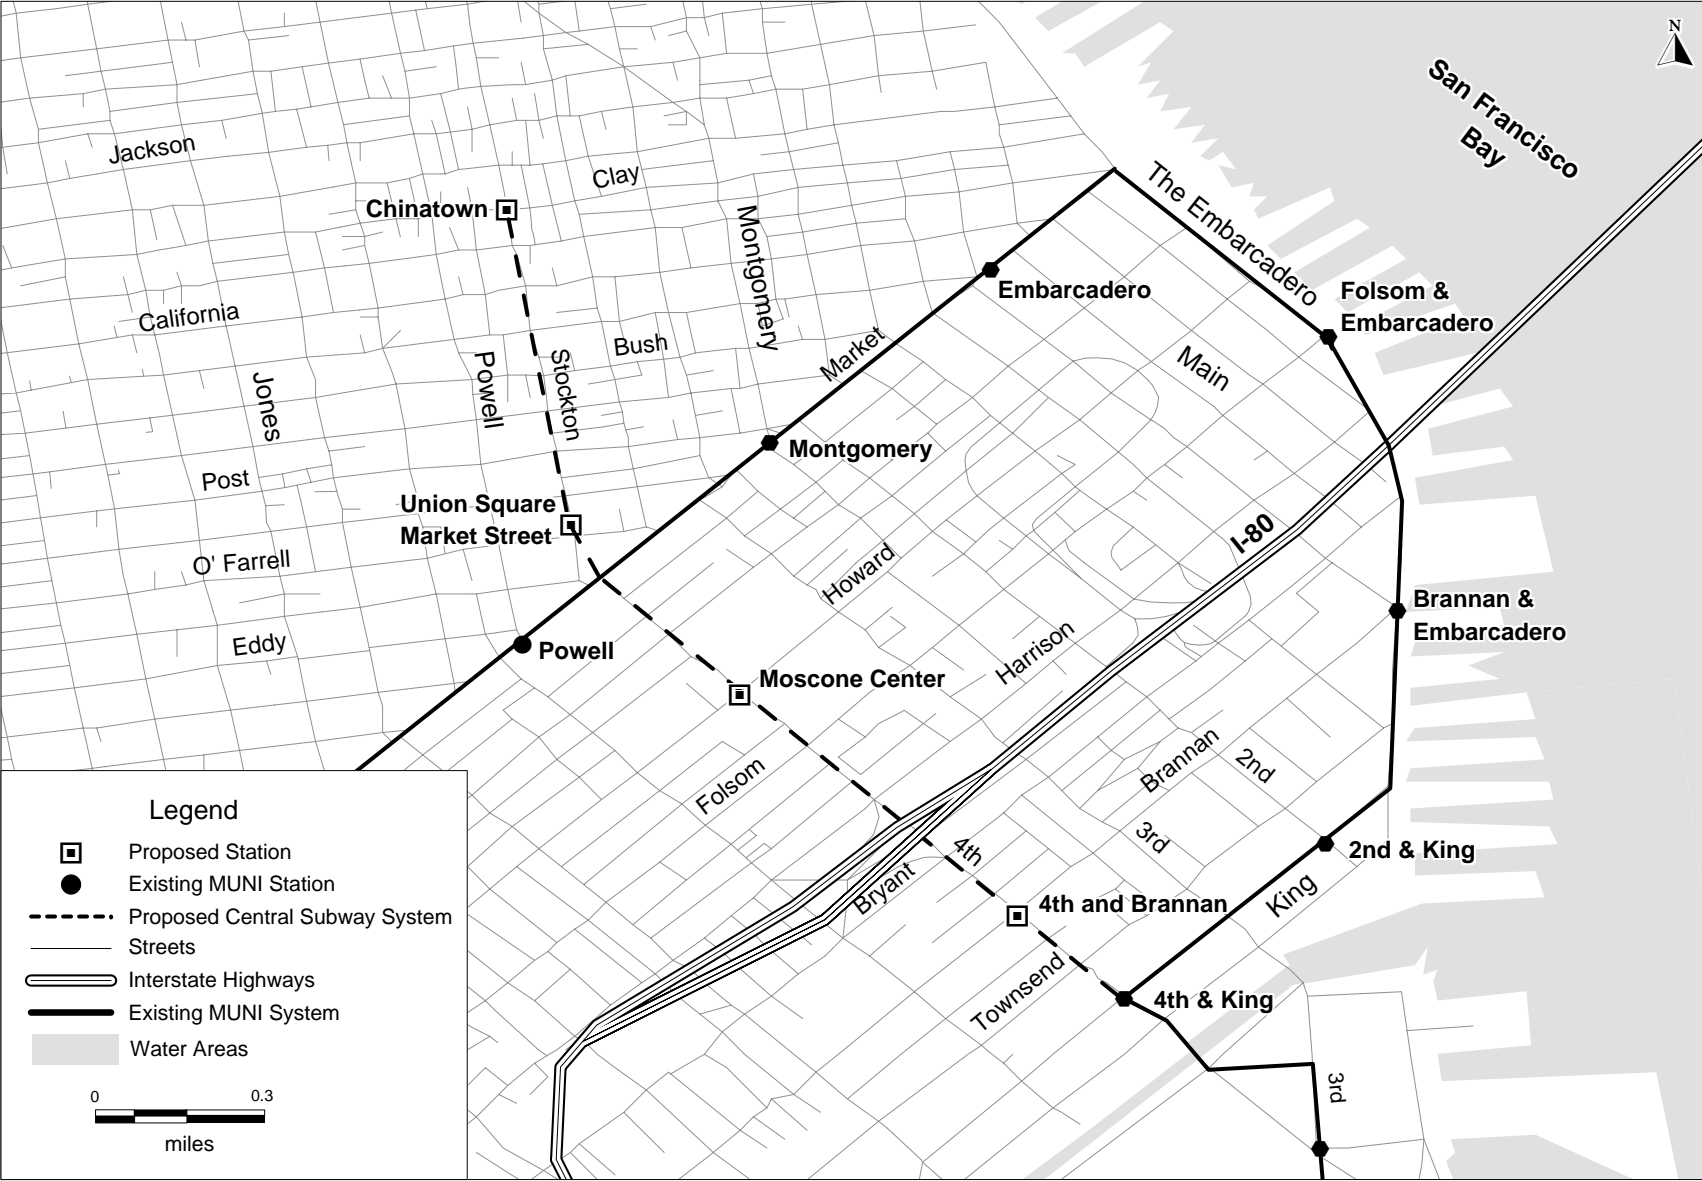 N
San Francisco
Bay
Jackson
Clay
The Embarcadero
Chinatown
Montgomery
Embarcadero
Folsom &
Embarcadero
California
Bush
Market
Main
Jones
Powell
Stockton
Montgomery
Post
Union Square
Market Street
I-80
O' Farrell
Howard
Brannan &
Embarcadero
Eddy
Powell
Harrison
Moscone Center
Brannan
2nd
Folsom
3rd
4th
2nd & King
Bryant
King
4th and Brannan
Townsend
4th & King
3rd
Legend
Proposed Station
Existing MUNI Station
Proposed Central Subway System
Streets
Interstate Highways
Existing MUNI System
Water Areas
0 0.3
miles